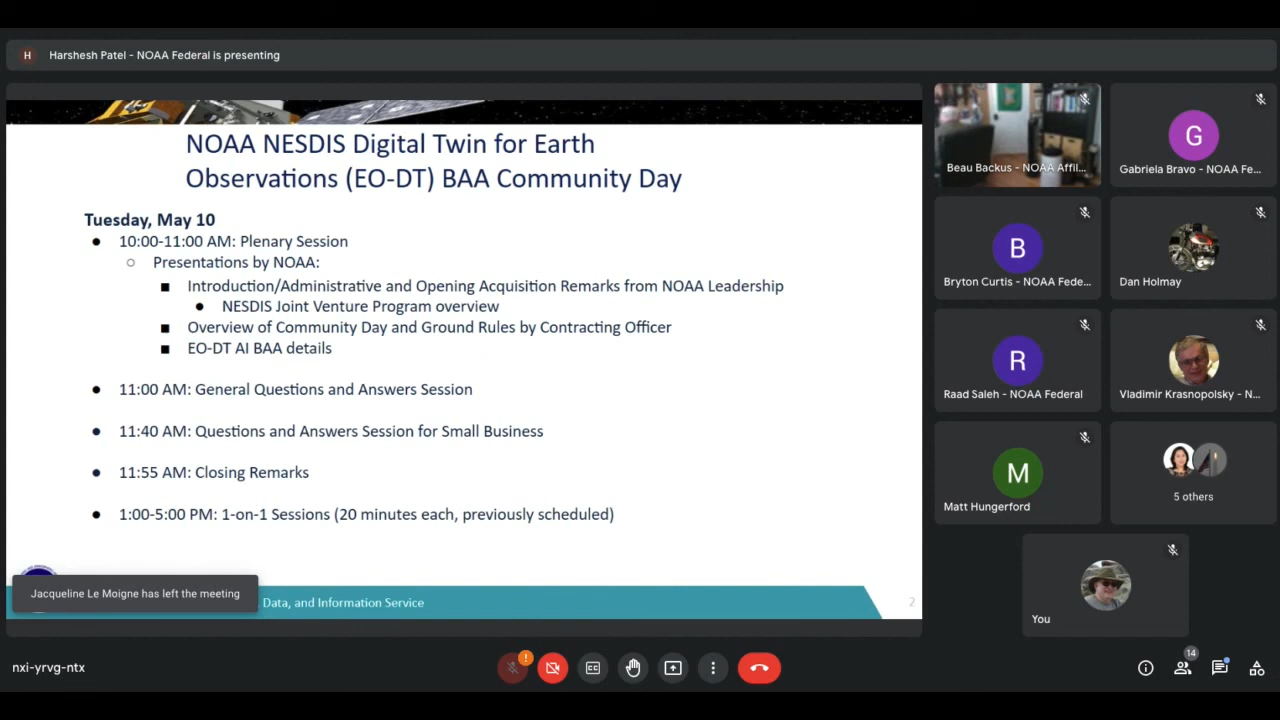 H Harshesh Patel - NOAA Federal is presenting
NOAA NESDIS Digital Twin for Earth
Observations (EO-DT) BAA Community Day
Tuesday, May 10
● 10:00-11:00 AM: Plenary Session
○ Presentations by NOAA:
■ Introduction/Administrative and Opening Acquisition Remarks from NOAA Leadership
● NESDIS Joint Venture Program overview
■ Overview of Community Day and Ground Rules by Contracting Officer
■ EO-DT AI BAA details
● 11:00 AM: General Questions and Answers Session
● 11:40 AM: Questions and Answers Session for Small Business
● 11:55 AM: Closing Remarks
● 1:00-5:00 PM: 1-on-1 Sessions (20 minutes each, previously scheduled)
Jacqueline Le Moigne has left the meeting
Data, and Information Service
2
Beau Backus - NOAA Affil...
G
Gabriela Bravo - NOAA Fe...
B
Bryton Curtis - NOAA Fede...
Dan Holmay
R
Raad Saleh - NOAA Federal
Vladimir Krasnopolsky - N...
M
Matt Hungerford
5 others
You
nxi-yrvg-ntx
!
CC
14